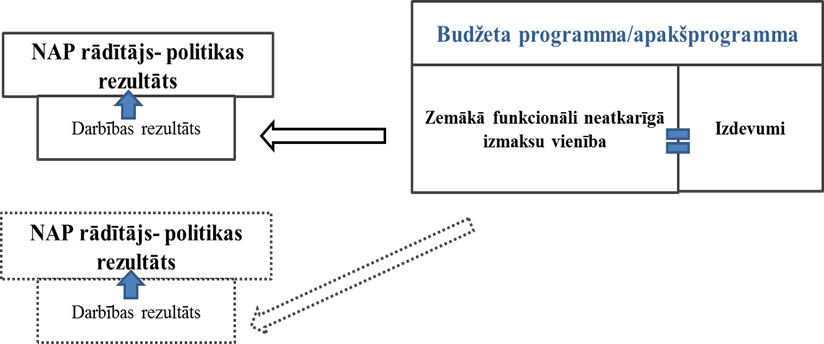 NAP rādītājs- politikas
rezultāts
Darbības rezultāts
Budžeta programma/apakšprogramma
Zemākā funkcionāli neatkarīgā
izmaksu vienība
Izdevumi
NAP rādītājs- politikas
rezultāts
Darbības rezultāts